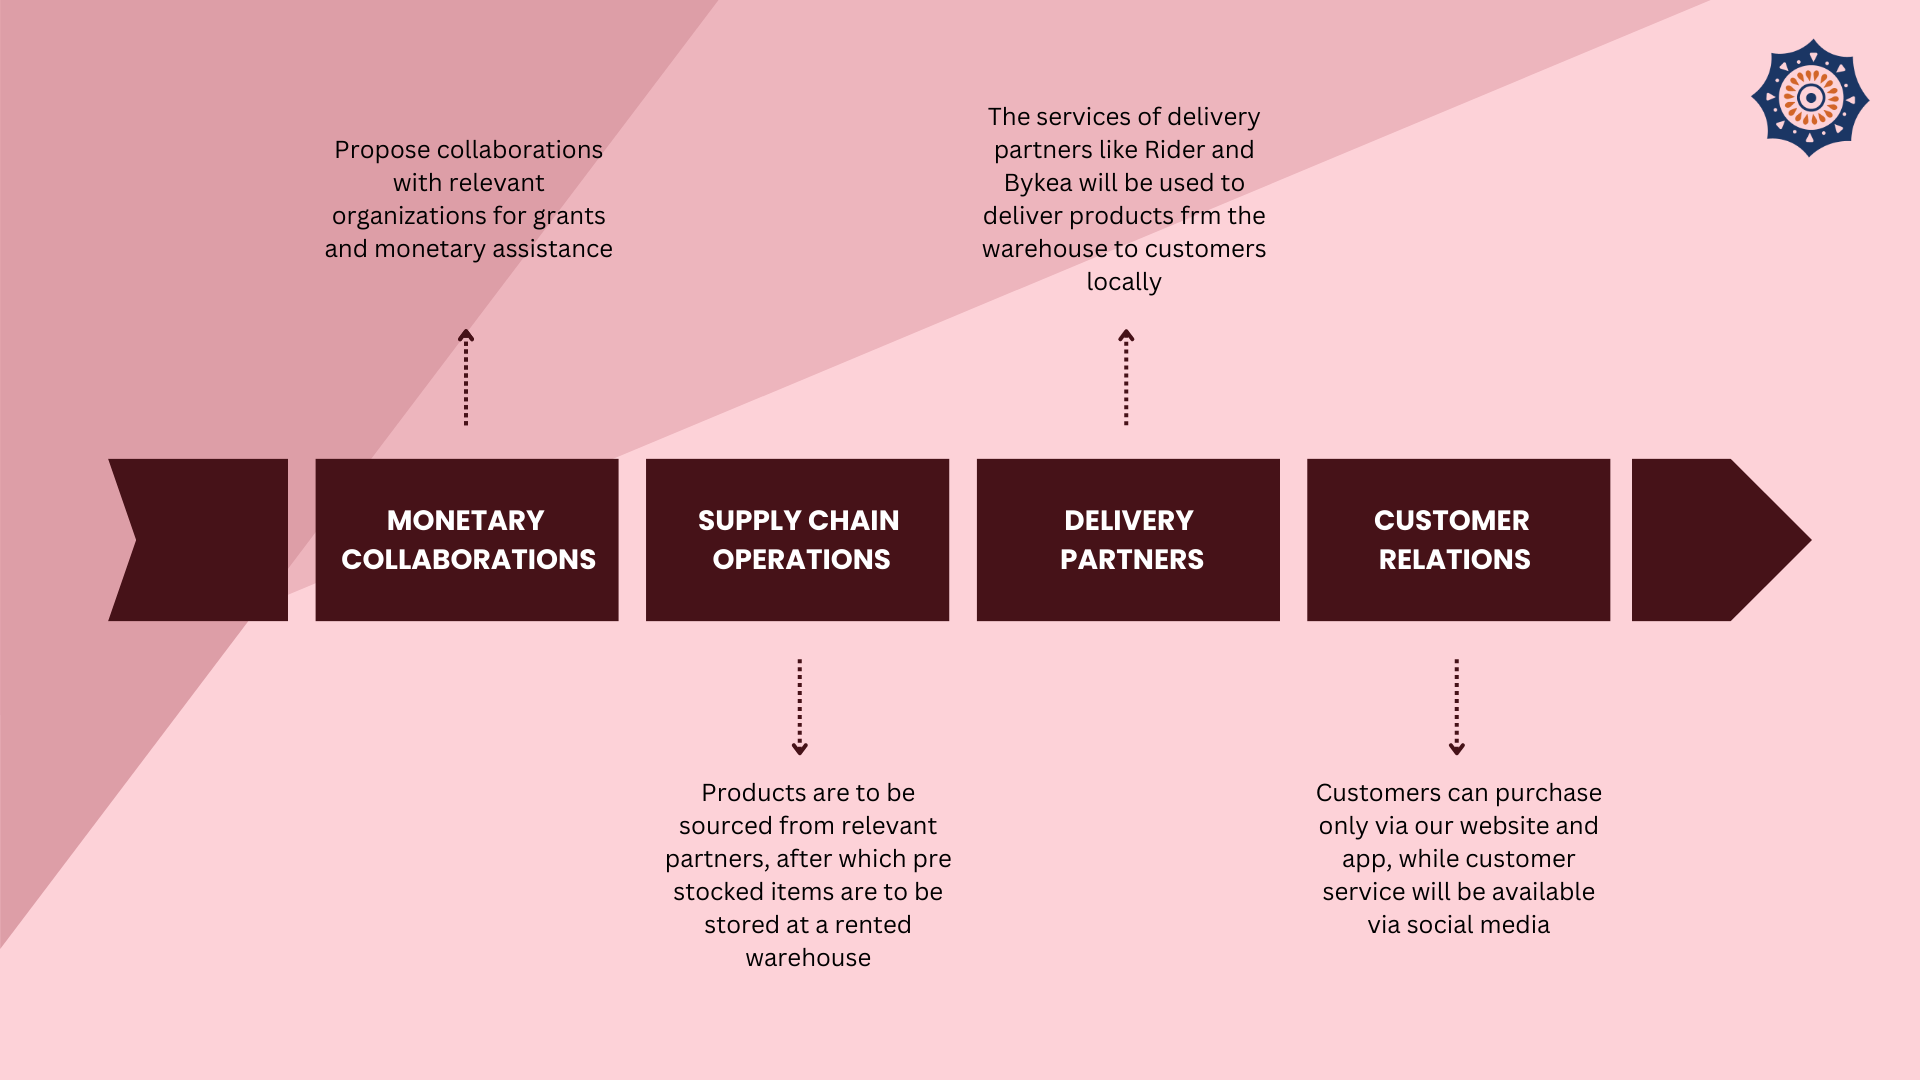 Propose collaborations
with relevant
organizations for grants
and monetary assistance
The services of delivery
partners like Rider and
Bykea will be used to
deliver products frm the
warehouse to customers
locally
MONETARY
COLLABORATIONS
SUPPLY CHAIN
OPERATIONS
DELIVERY
PARTNERS
CUSTOMER
RELATIONS
Products are to be
sourced from relevant
partners, after which pre
stocked items are to be
stored at a rented
warehouse
Customers can purchase
only via our website and
app, while customer
service will be available
via social media